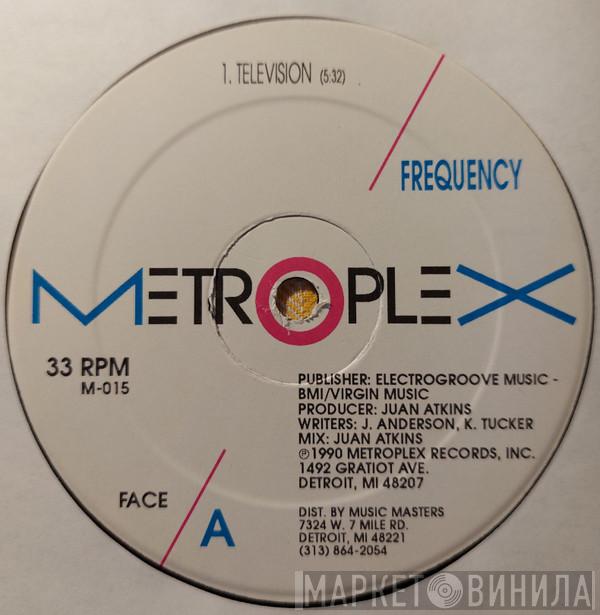 1. TELEVISION (5:32)
FREQUENCY
METROPLEX
33 RPM
M-015
PUBLISHER: ELECTROGROOVE MUSIC -
BMI/VIRGIN MUSIC
PRODUCER: JUAN ATKINS
WRITERS: J. ANDERSON, K. TUCKER
MIX: JUAN ATKINS
℗1990 METROPLEX RECORDS, INC.
1492 GRATIOT AVE.
DETROIT, MI 48207
FACE A
DIST. BY MUSIC MASTERS
7324 W. 7 MILE RD.
DETROIT, MI 48221
(313) 864-2054
МАРКЕТ ВИНИЛА